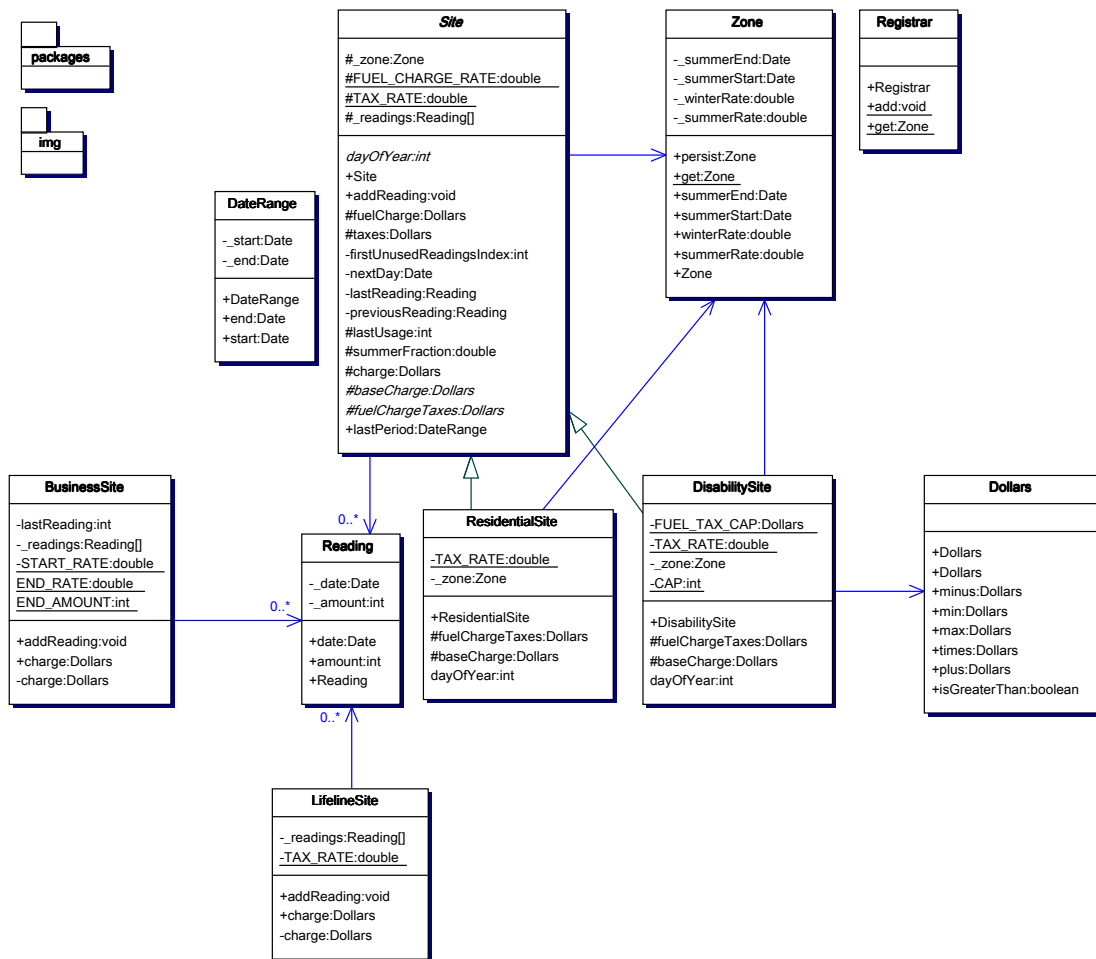 packages
img
Site
#_zone:Zone
#FUEL_CHARGE_RATE:double
#TAX_RATE:double
#_readings:Reading[]
dayOfYear:int
+Site
+addReading:void
#fuelCharge:Dollars
#taxes:Dollars
-firstUnusedReadingsIndex:int
-nextDay:Date
-lastReading:Reading
-previousReading:Reading
#lastUsage:int
#summerFraction:double
#charge:Dollars
#baseCharge:Dollars
#fuelChargeTaxes:Dollars
+lastPeriod:DateRange
Zone
-_summerEnd:Date
-_summerStart:Date
-_winterRate:double
-_summerRate:double
+persist:Zone
+get:Zone
+summerEnd:Date
+summerStart:Date
+winterRate:double
+summerRate:double
+Zone
Registrar
+Registrar
+add:void
+get:Zone
DateRange
-_start:Date
-_end:Date
+DateRange
+end:Date
+start:Date
BusinessSite
-lastReading:int
-_readings:Reading[]
-START_RATE:double
END_RATE:double
END_AMOUNT:int
+addReading:void
+charge:Dollars
-charge:Dollars
0..*
0..*
Reading
-_date:Date
-_amount:int
+date:Date
+amount:int
+Reading
0..*
ResidentialSite
-TAX_RATE:double
-_zone:Zone
+ResidentialSite
#fuelChargeTaxes:Dollars
#baseCharge:Dollars
dayOfYear:int
DisabilitySite
-FUEL_TAX_CAP:Dollars
-TAX_RATE:double
-_zone:Zone
-CAP:int
+DisabilitySite
#fuelChargeTaxes:Dollars
#baseCharge:Dollars
dayOfYear:int
Dollars
+Dollars
+Dollars
+minus:Dollars
+min:Dollars
+max:Dollars
+times:Dollars
+plus:Dollars
+isGreaterThan:boolean
LifelineSite
-_readings:Reading[]
-TAX_RATE:double
+addReading:void
+charge:Dollars
-charge:Dollars